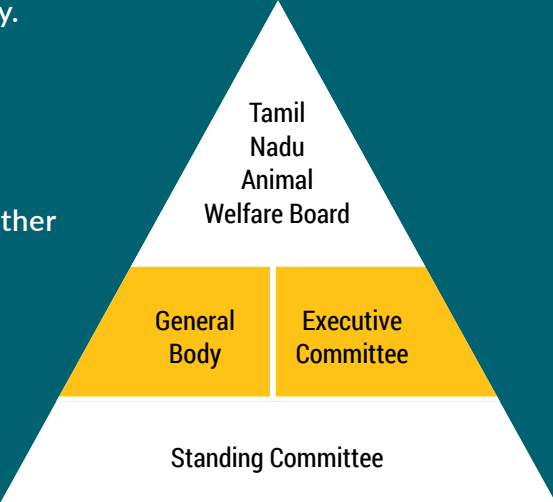 y.
Tamil
Nadu
Animal
Welfare Board
ther
General
Body
Executive
Committee
Standing Committee